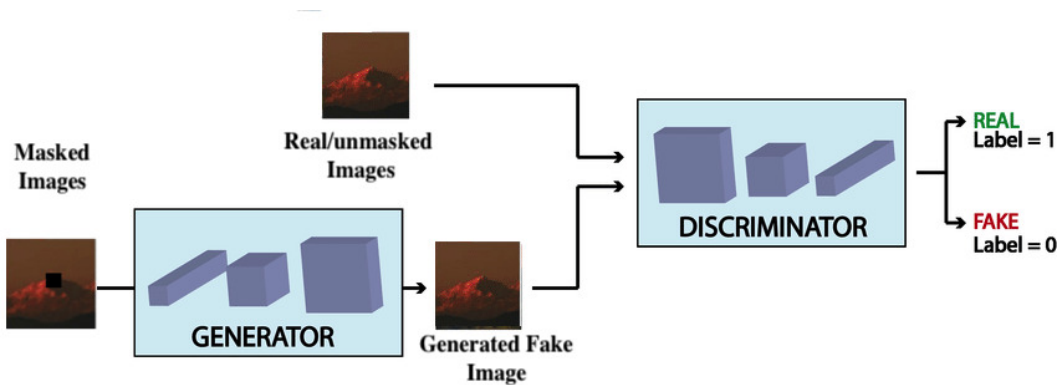 Masked
Images
Real/unmasked
Images
GENERATOR
Generated Fake
Image
DISCRIMINATOR
REAL
Label = 1
FAKE
Label = 0